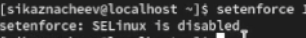 [sikaznacheev@localhost ~]$ setenforce 1
setenforce: SELinux is disabled